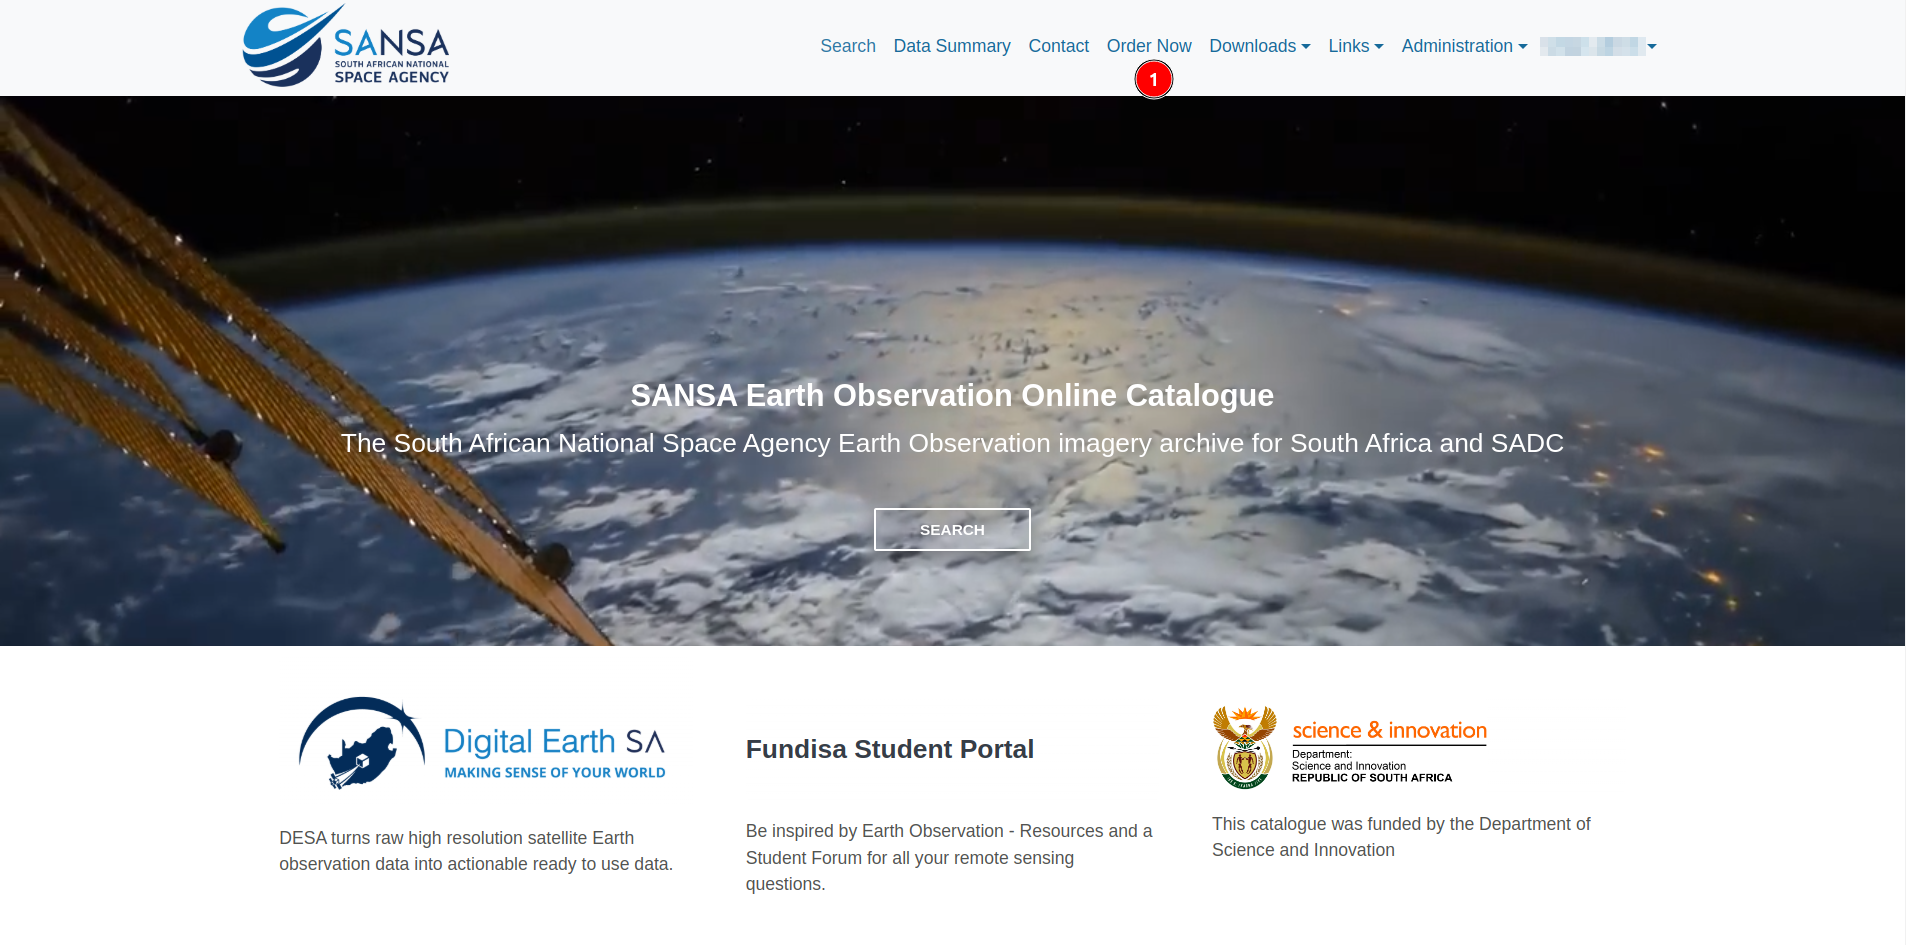 SANSA
SOUTH AFRICAN NATIONAL
SPACE AGENCY
Search Data Summary Contact Order Now Downloads Links Administration
1
SANSA Earth Observation Online Catalogue
The South African National Space Agency Earth Observation imagery archive for South Africa and SADC
SEARCH
Digital Earth SA
MAKING SENSE OF YOUR WORLD
DESA turns raw high resolution satellite Earth
observation data into actionable ready to use data.
Fundisa Student Portal
Be inspired by Earth Observation - Resources and a
Student Forum for all your remote sensing
questions.
science & innovation
Department:
Science and Innovation
REPUBLIC OF SOUTH AFRICA
This catalogue was funded by the Department of
Science and Innovation